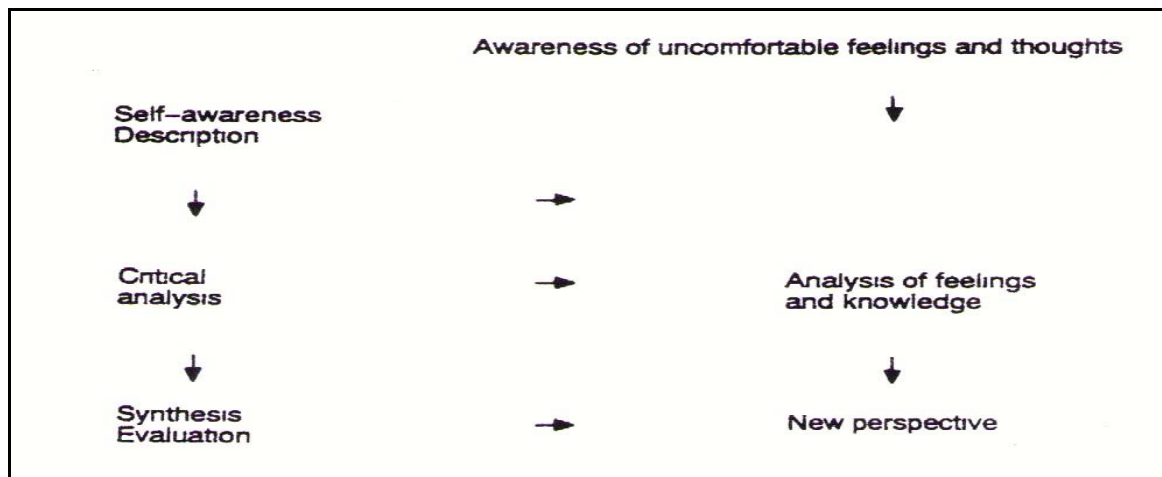 Awareness of uncomfortable feelings and thoughts
Self-awareness
Description
Critical
analysis
Analysis of feelings
and knowledge
Synthesis
Evaluation
New perspective